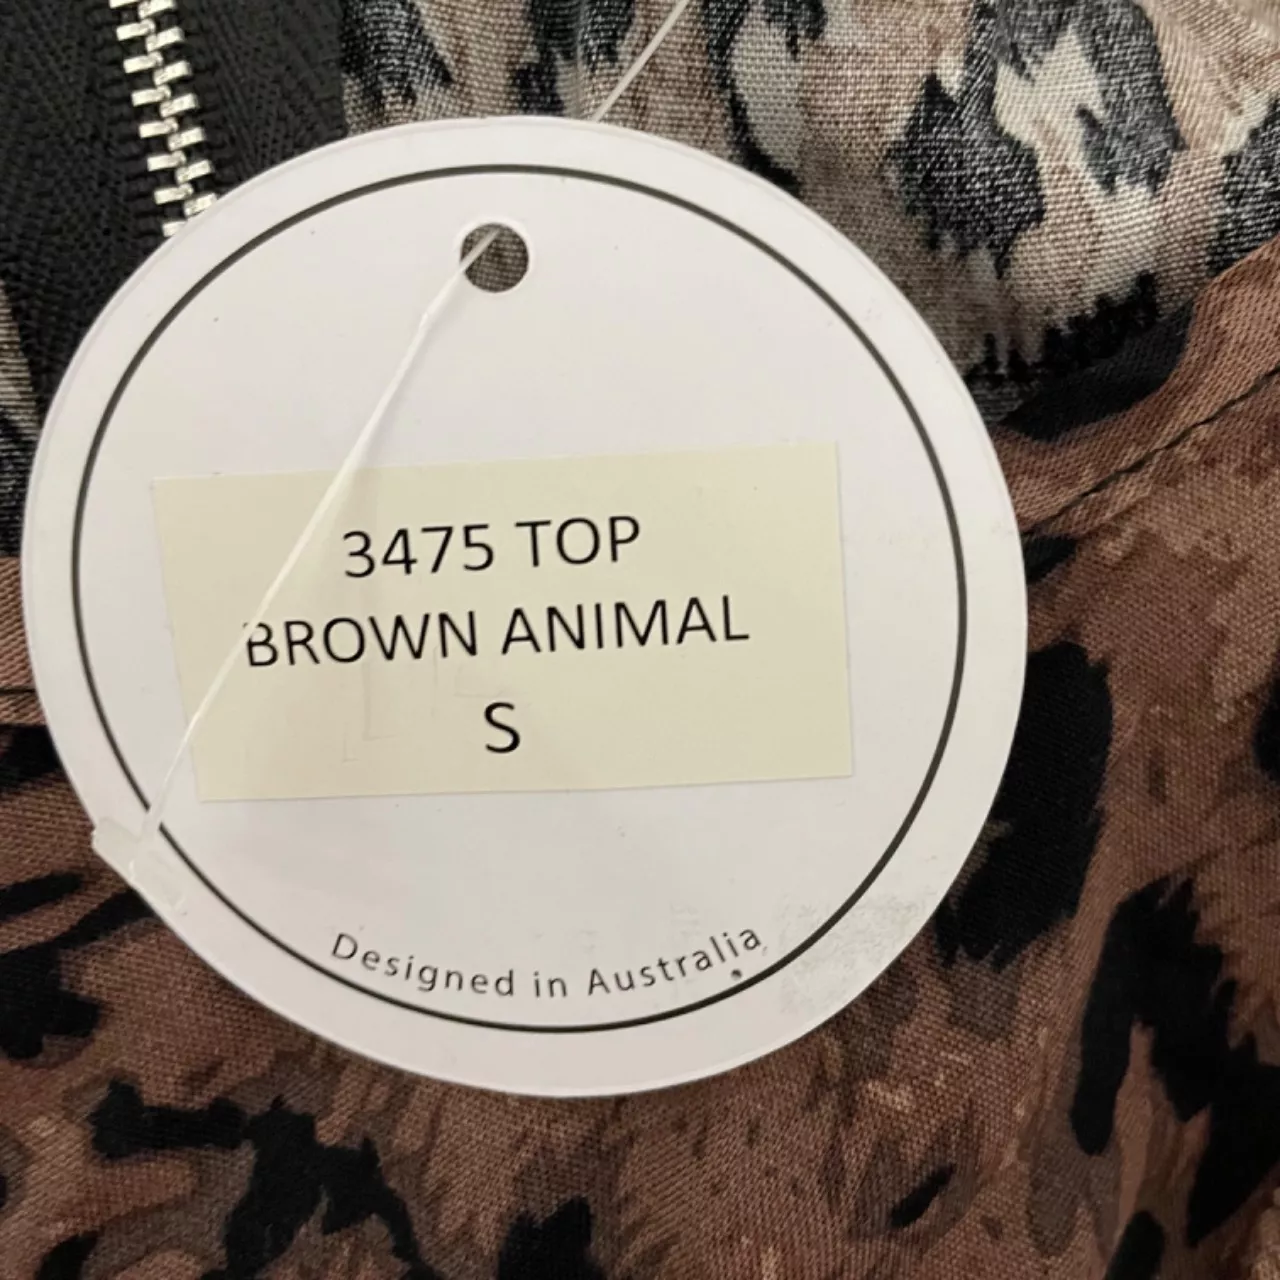 3475 TOP
BROWN ANIMAL
S
Designed in Australia